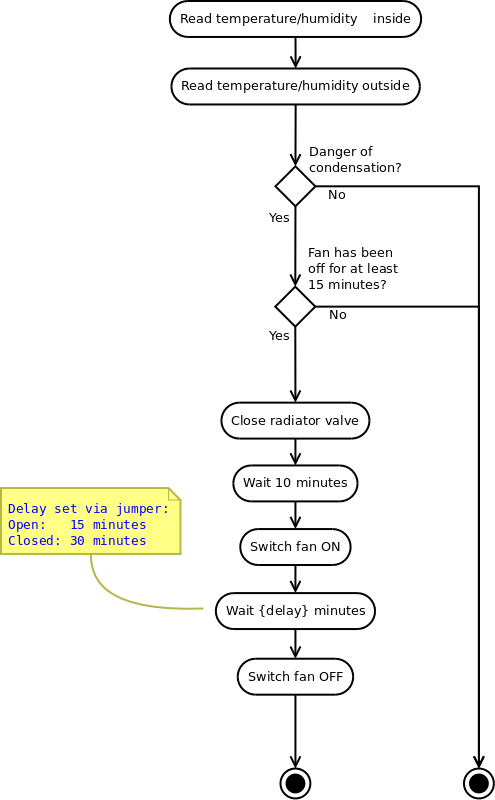 Read temperature/humidity    inside
Read temperature/humidity outside
Danger of
condensation?
No
Yes
Fan has been
off for at least
15 minutes?
No
Yes
Close radiator valve
Wait 10 minutes
Delay set via jumper:
Open:   15 minutes
Closed: 30 minutes
Switch fan ON
Wait {delay} minutes
Switch fan OFF